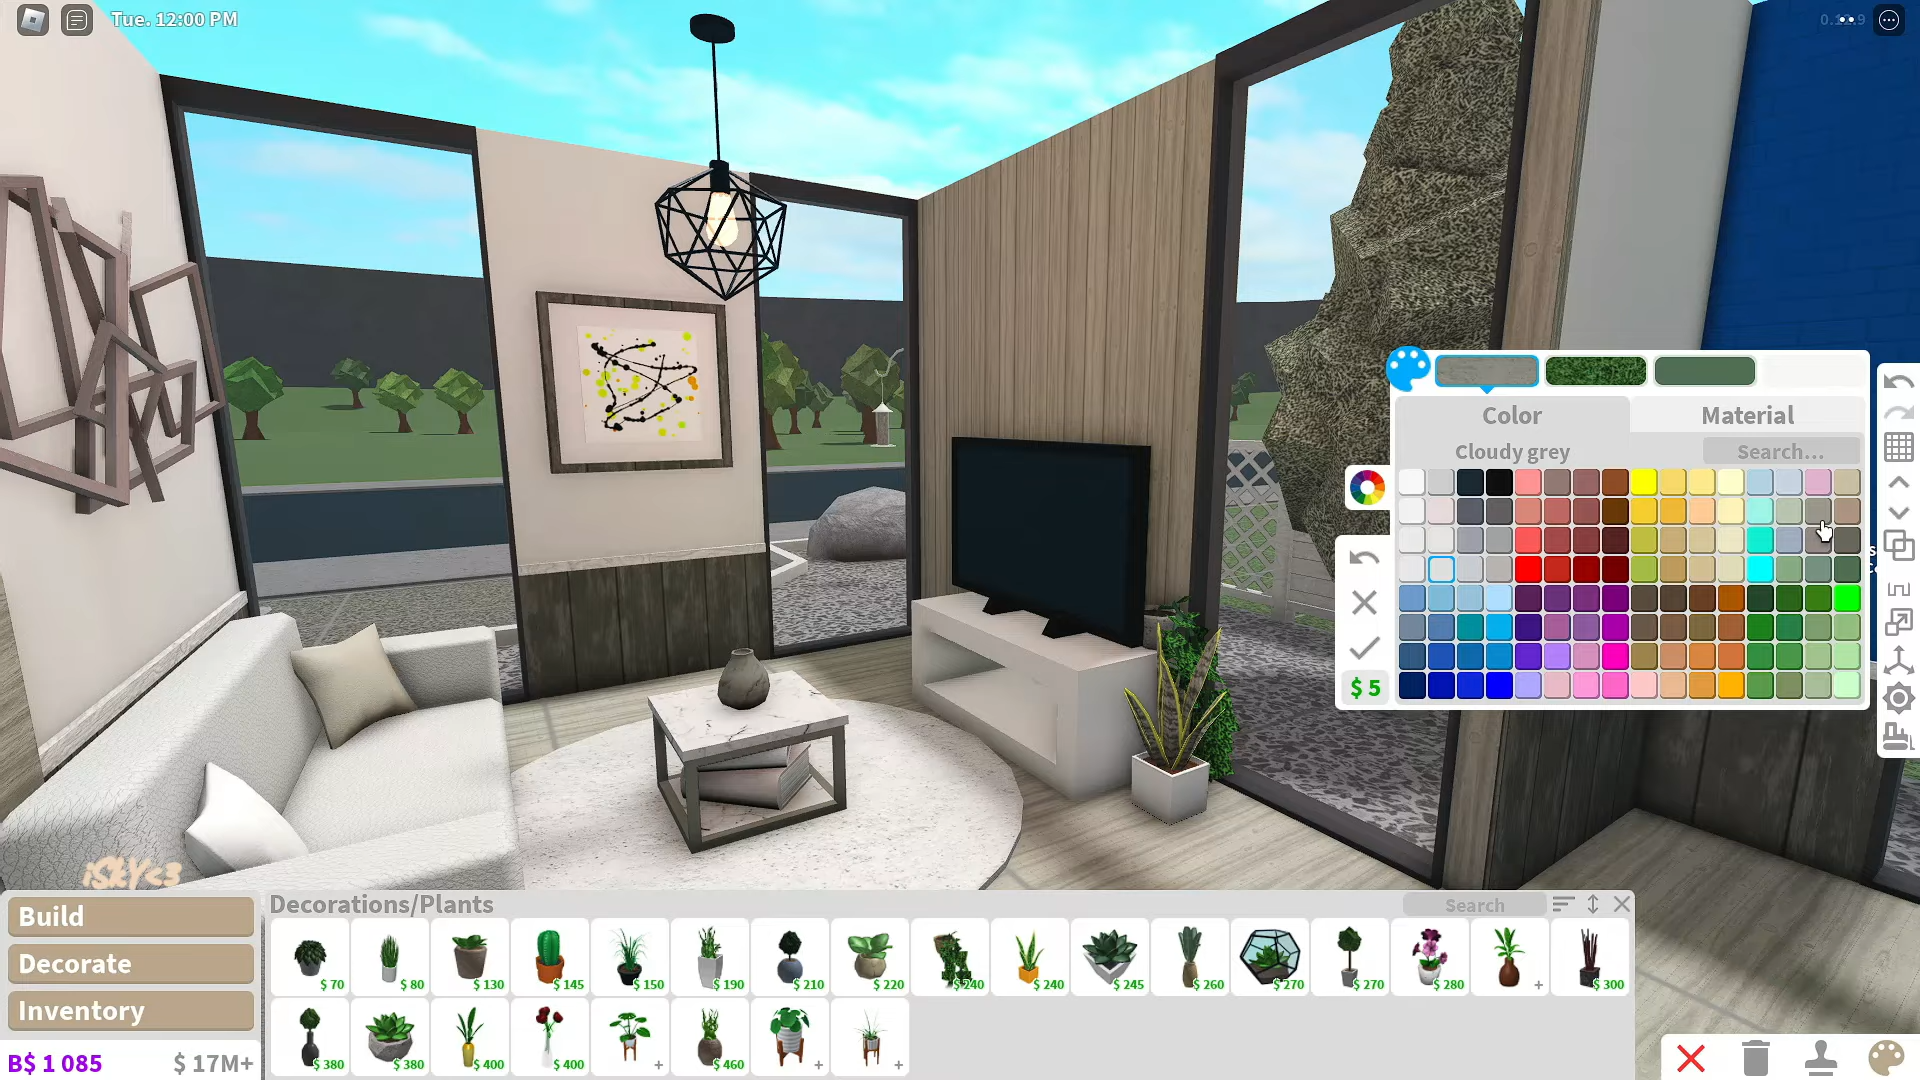 Tue. 12:00 PM
Color
Material
Cloudy grey
Search...
$ 5
iSkY<3
Decorations/Plants
Search
Build
Decorate
Inventory
B$ 1 085
$ 17M+
$ 70
$ 80
$ 130
$ 145
$ 150
$ 190
$ 210
$ 220
$ 240
$ 240
$ 245
$ 260
$ 270
$ 270
$ 280
+
$ 300
$ 380
$ 380
$ 400
$ 400
+
$ 460
+
+